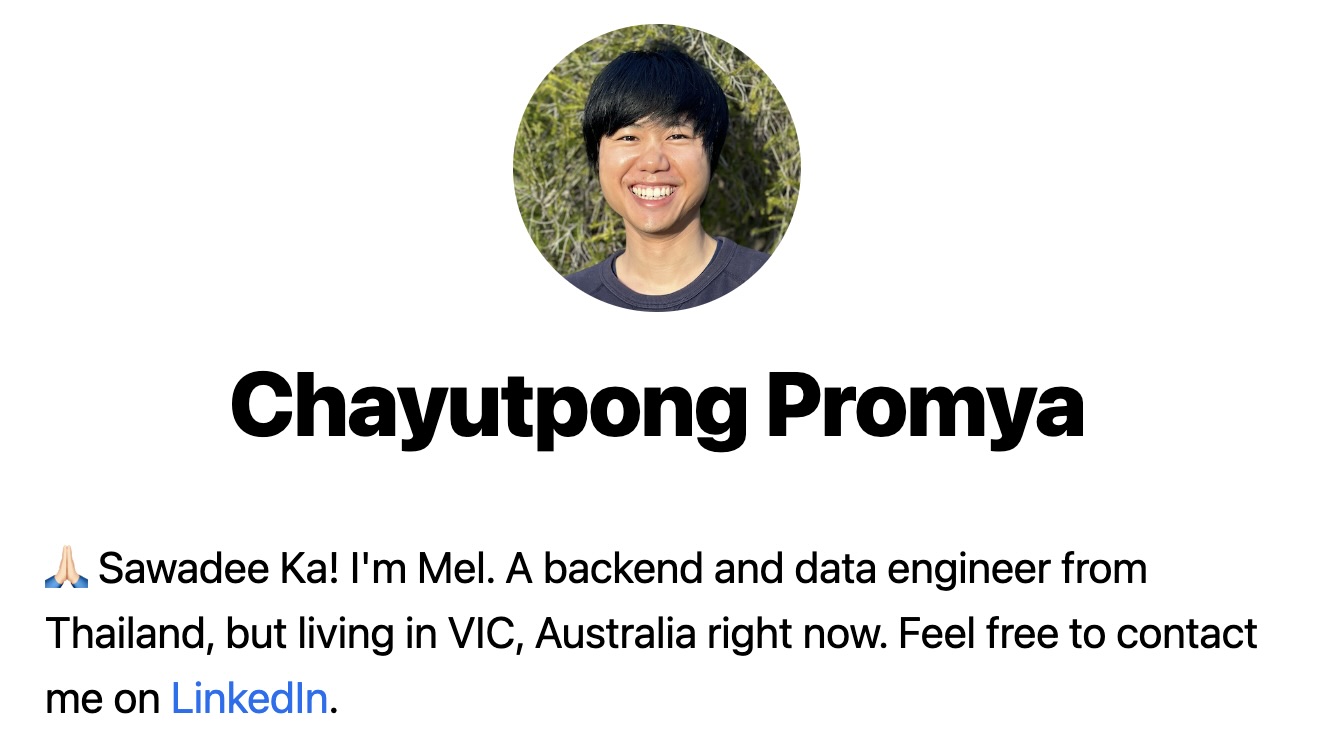 Chayutpong Promya
🙏🏻 Sawadee Ka! I'm Mel. A backend and data engineer from
Thailand, but living in VIC, Australia right now. Feel free to contact
me on LinkedIn.